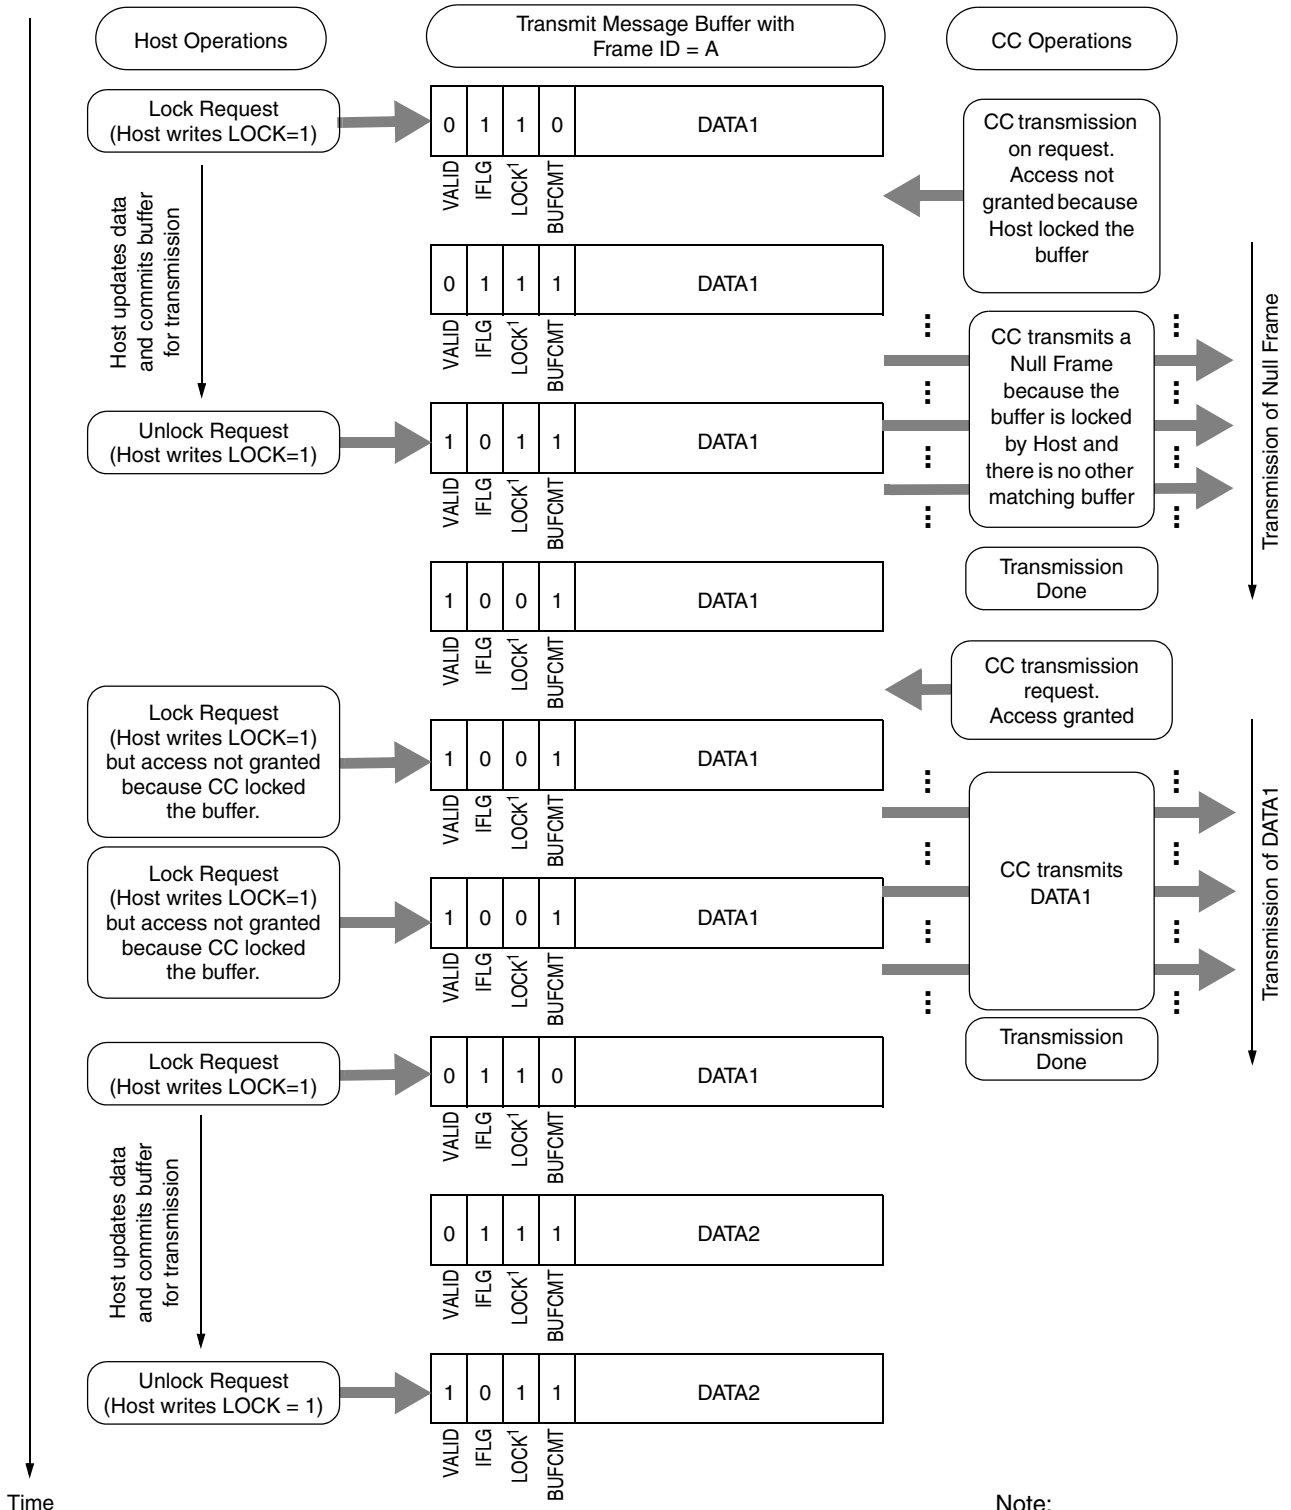 Host Operations
Transmit Message Buffer with
Frame ID = A
CC Operations
Lock Request
(Host writes LOCK=1)
0 1 1 0 DATA1
VALID IFLG LOCK1 BUFCMT
CC transmission
on request.
Access not
granted because
Host locked the
buffer
Host updates data
and commits buffer
for transmission
0 1 1 1 DATA1
VALID IFLG LOCK1 BUFCMT
CC transmits a
Null Frame
because the
buffer is locked
by Host and
there is no other
matching buffer
Transmission of Null Frame
Unlock Request
(Host writes LOCK=1)
1 0 1 1 DATA1
VALID IFLG LOCK1 BUFCMT
Transmission
Done
1 0 0 1 DATA1
VALID IFLG LOCK1 BUFCMT
CC transmission
request.
Access granted
Lock Request
(Host writes LOCK=1)
but access not granted
because CC locked
the buffer.
1 0 0 1 DATA1
VALID IFLG LOCK1 BUFCMT
CC transmits
DATA1
Transmission of DATA1
Lock Request
(Host writes LOCK=1)
but access not granted
because CC locked
the buffer.
1 0 0 1 DATA1
VALID IFLG LOCK1 BUFCMT
Transmission
Done
Lock Request
(Host writes LOCK=1)
0 1 1 0 DATA1
VALID IFLG LOCK1 BUFCMT
Host updates data
and commits buffer
for transmission
0 1 1 1 DATA2
VALID IFLG LOCK1 BUFCMT
Unlock Request
(Host writes LOCK = 1)
1 0 1 1 DATA2
VALID IFLG LOCK1 BUFCMT
Time
Note: